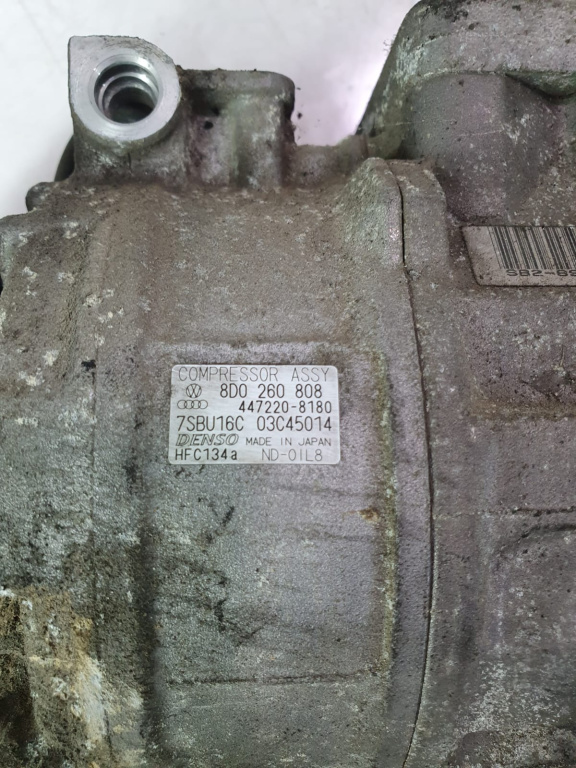 COMPRESSOR ASSY
8D0 260 808
447220-8180
7SBU16C 03C45014
DENSO MADE IN JAPAN
HFC134a ND-OIL8